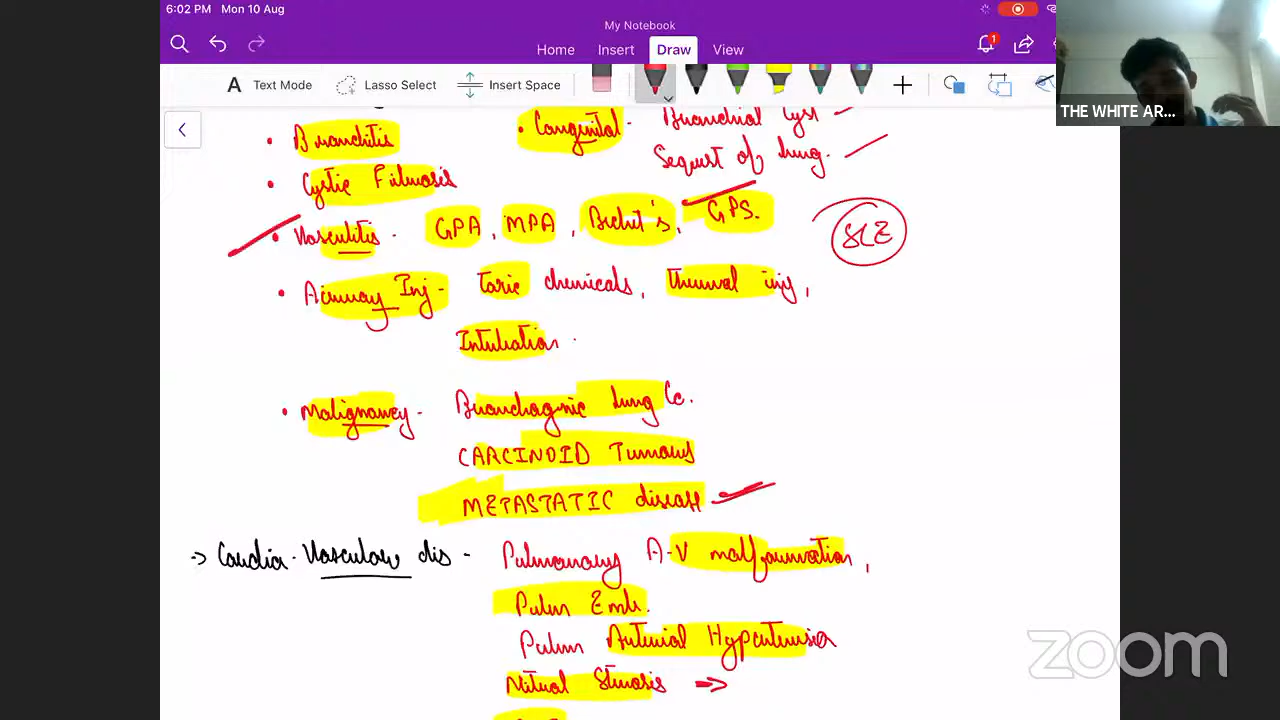 6:02 PM Mon 10 Aug
My Notebook
Home Insert Draw View
1
A Text Mode Lasso Select Insert Space
THE WHITE AR...
• Congenital - Bronchial Cyst
• Bronchitis
Sequest of lung.
• Cystic Fibrosis
• Vasculitis - GPA, MPA, Bechet's, GPS.
SLE
• Airway Inj - toxic chemicals, thermal inj,
Intubation
• Malignancy - Bronchogenic lung Cc.
CARCINOID Tumours
METASTATIC disease
→ Cardio-Vascular dis - Pulmonary A-V malformation,
Pulm Emb.
Pulm Arterial Hypertension
Mitral Stenosis →
zoom